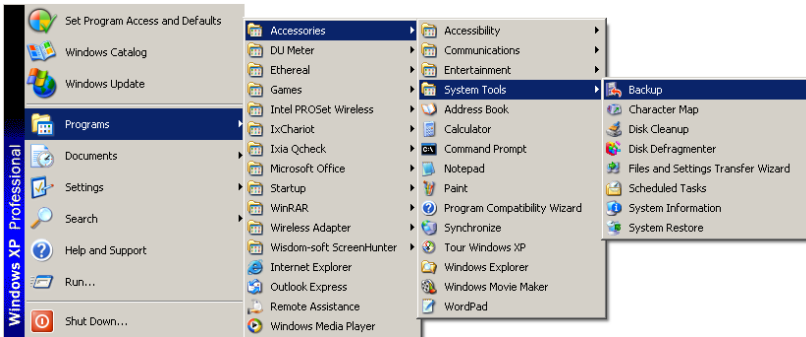 Windows XP Professional
Set Program Access and Defaults
Windows Catalog
Windows Update
Programs
Documents
Settings
Search
Help and Support
Run...
Shut Down...
Accessories
DU Meter
Ethereal
Games
Intel PROSet Wireless
IxChariot
Ixia Qcheck
Microsoft Office
Startup
WinRAR
Wireless Adapter
Wisdom-soft ScreenHunter
Internet Explorer
Outlook Express
Remote Assistance
Windows Media Player
Accessibility
Communications
Entertainment
System Tools
Address Book
Calculator
Command Prompt
Notepad
Paint
Program Compatibility Wizard
Synchronize
Tour Windows XP
Windows Explorer
Windows Movie Maker
WordPad
Backup
Character Map
Disk Cleanup
Disk Defragmenter
Files and Settings Transfer Wizard
Scheduled Tasks
System Information
System Restore